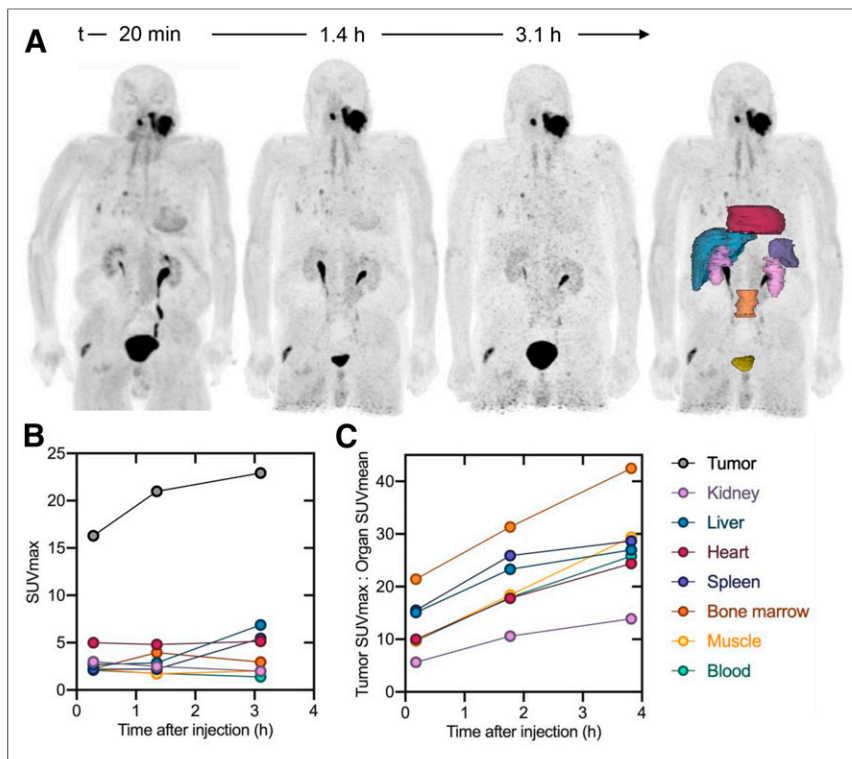 A
t — 20 min
1.4 h
3.1 h
B
25
20
15
10
5
0
SUVmax
0 1 2 3 4
Time after injection (h)
C
40
30
20
10
0
Tumor SUVmax : Organ SUVmean
0 1 2 3 4
Time after injection (h)
Tumor
Kidney
Liver
Heart
Spleen
Bone marrow
Muscle
Blood